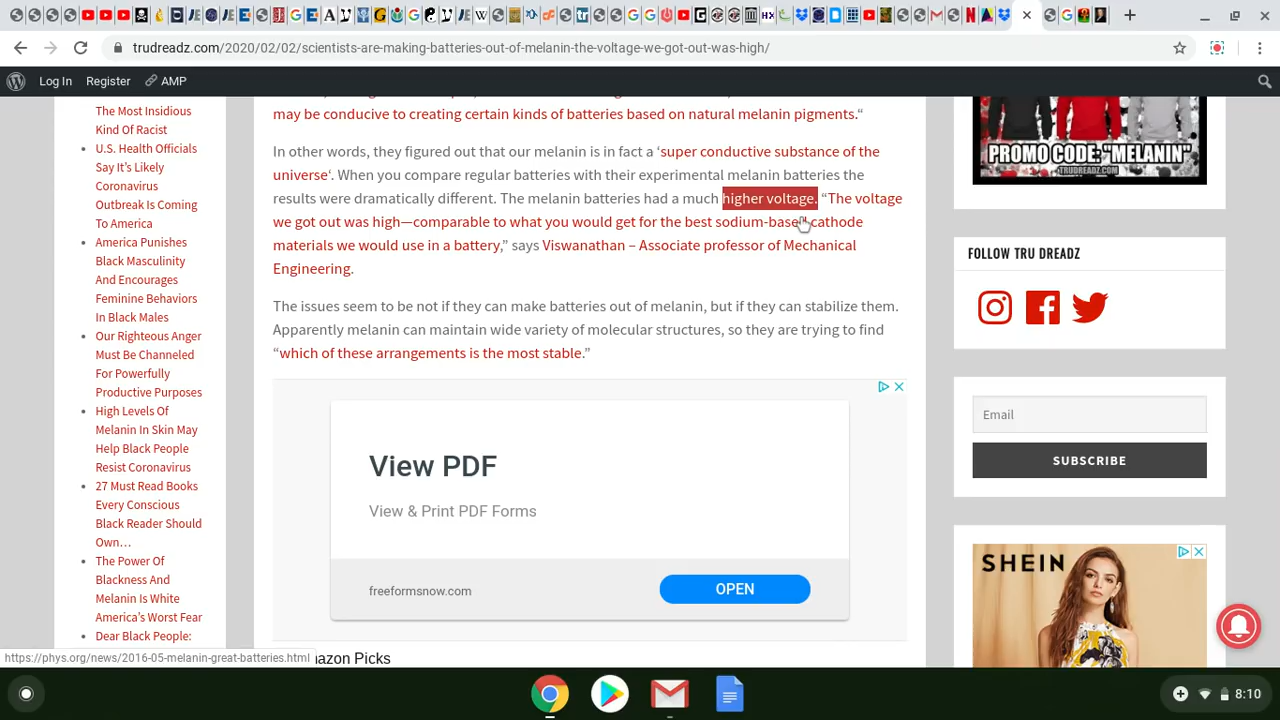 trudreadz.com/2020/02/02/scientists-are-making-batteries-out-of-melanin-the-voltage-we-got-out-was-high/
Log In
Register
AMP
The Most Insidious
Kind Of Racist
U.S. Health Officials
Say It's Likely
Coronavirus
Outbreak Is Coming
To America
America Punishes
Black Masculinity
And Encourages
Feminine Behaviors
In Black Males
Our Righteous Anger
Must Be Channeled
For Powerfully
Productive Purposes
High Levels Of
Melanin In Skin May
Help Black People
Resist Coronavirus
27 Must Read Books
Every Conscious
Black Reader Should
Own…
The Power Of
Blackness And
Melanin Is White
America's Worst Fear
Dear Black People:
may be conducive to creating certain kinds of batteries based on natural melanin pigments.“
In other words, they figured out that our melanin is in fact a ‘super conductive substance of the
universe‘. When you compare regular batteries with their experimental melanin batteries the
results were dramatically different. The melanin batteries had a much higher voltage. “The voltage
we got out was high—comparable to what you would get for the best sodium-based cathode
materials we would use in a battery,” says Viswanathan – Associate professor of Mechanical
Engineering.
The issues seem to be not if they can make batteries out of melanin, but if they can stabilize them.
Apparently melanin can maintain wide variety of molecular structures, so they are trying to find
“which of these arrangements is the most stable.”
View PDF
View & Print PDF Forms
freeformsnow.com
OPEN
mazon Picks
PROMO CODE: "MELANIN"
TRUDREADZ.COM
FOLLOW TRU DREADZ
Email
SUBSCRIBE
SHEIN
https://phys.org/news/2016-05-melanin-great-batteries.html
8:10